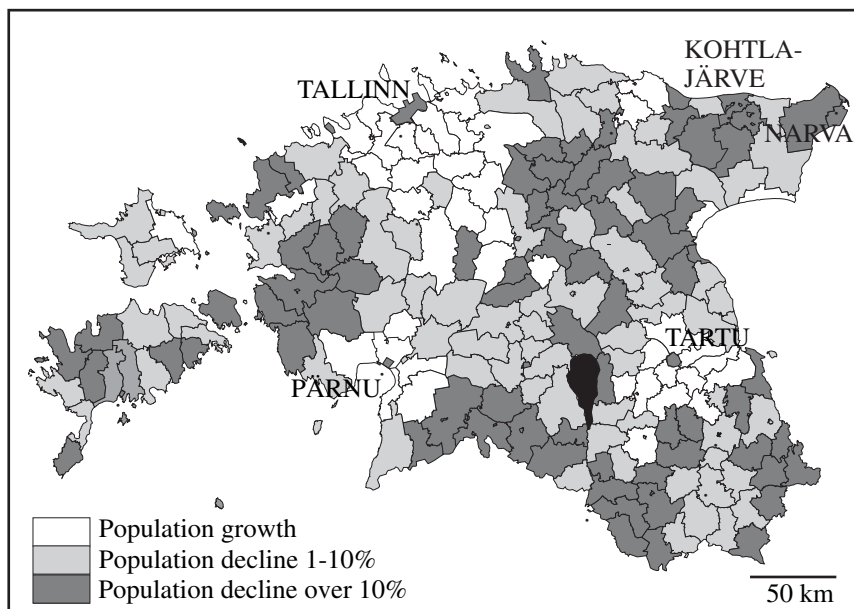 KOHTLA-
JÄRVE
TALLINN
NARVA
TARTU
PÄRNU
Population growth
Population decline 1-10%
Population decline over 10%
50 km